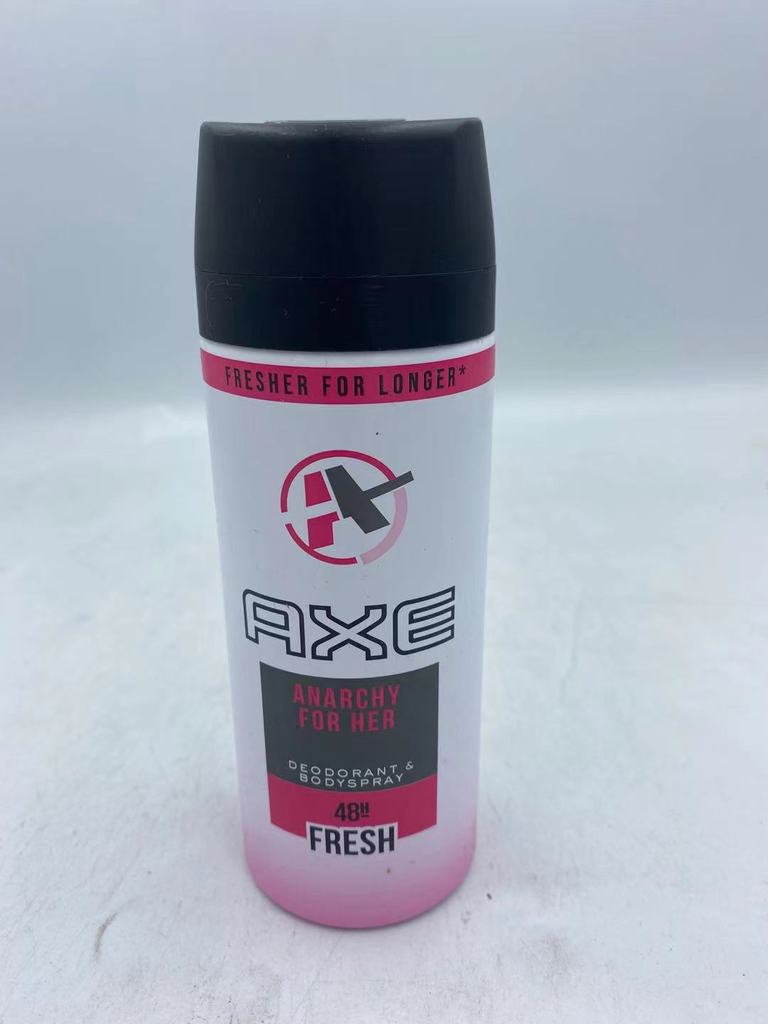 FRESHER FOR LONGER*
AXE
ANARCHY
FOR HER
DEODORANT &
BODYSPRAY
48H
FRESH